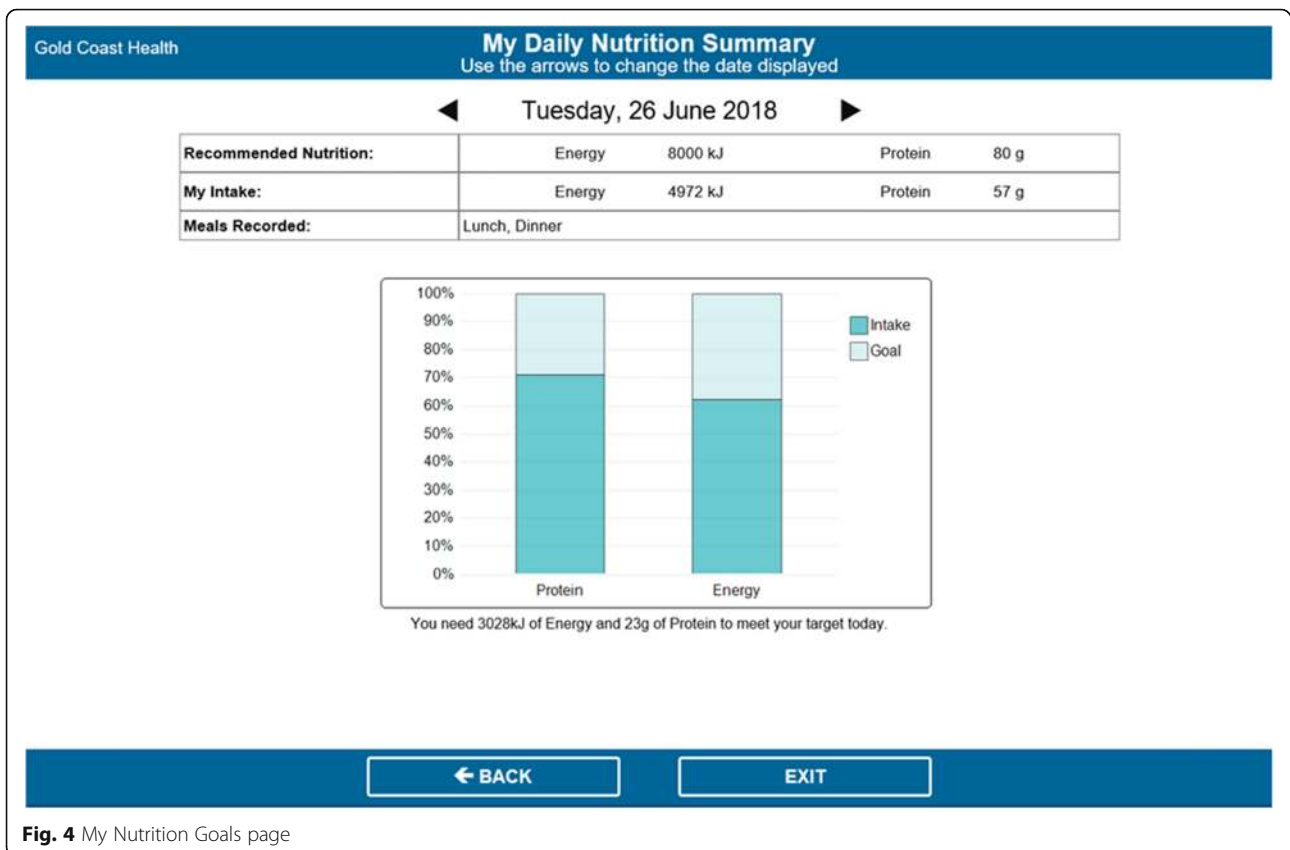 Gold Coast Health
My Daily Nutrition Summary
Use the arrows to change the date displayed
Tuesday, 26 June 2018
Recommended Nutrition: Energy 8000 kJ Protein 80 g
My Intake: Energy 4972 kJ Protein 57 g
Meals Recorded: Lunch, Dinner
100%
90%
80%
70%
60%
50%
40%
30%
20%
10%
0%
Protein Energy
Intake
Goal
You need 3028kJ of Energy and 23g of Protein to meet your target today.
BACK EXIT
Fig. 4 My Nutrition Goals page